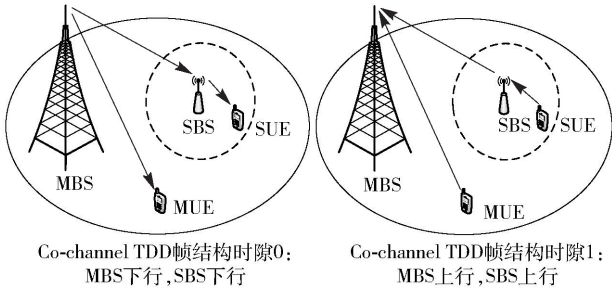 SBS
SUE
MBS
MUE
SBS
SUE
MBS
MUE
Co-channel TDD帧结构时隙0:
MBS下行,SBS下行
Co-channel TDD帧结构时隙1:
MBS上行,SBS上行